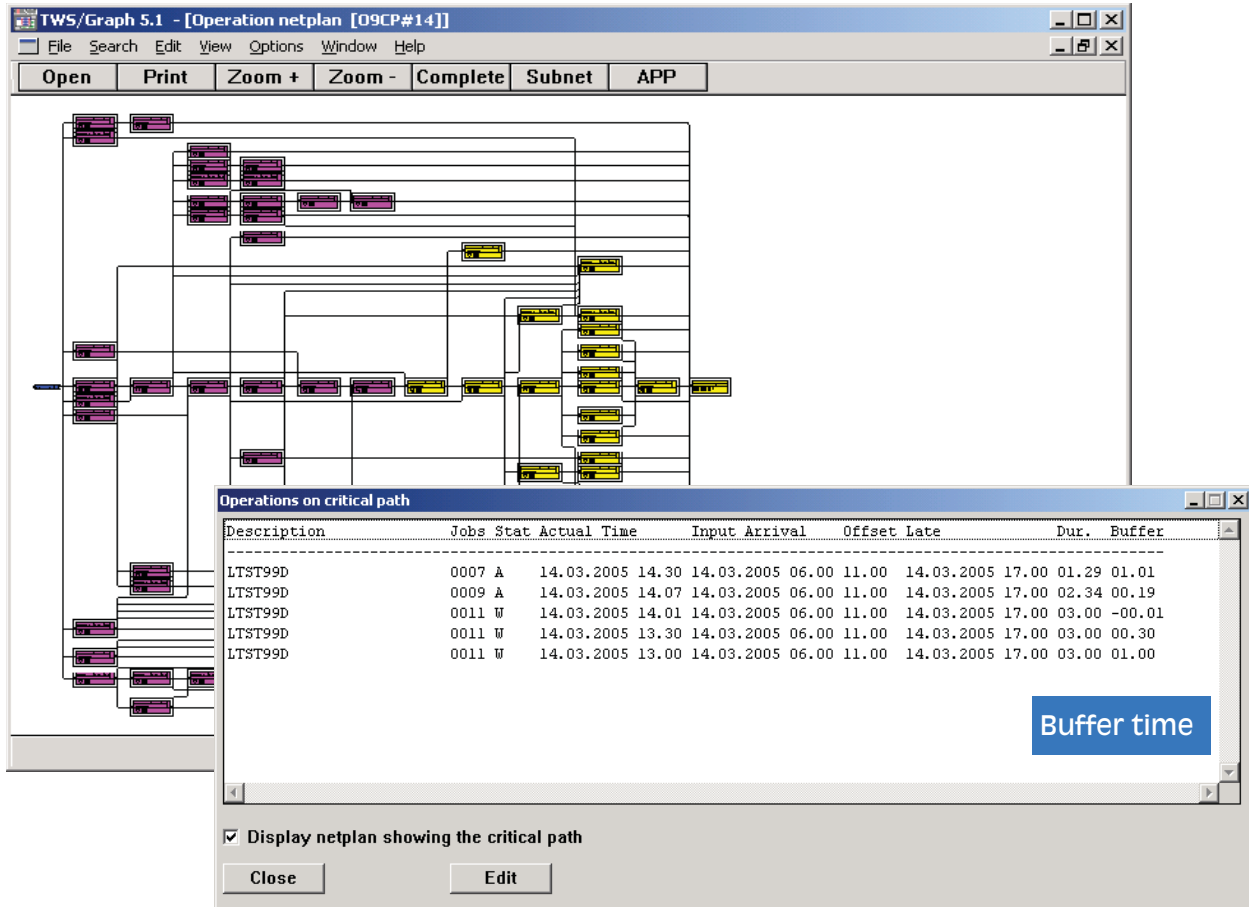 TWS/Graph 5.1 - [Operation netplan [O9CP#14]]
File Search Edit View Options Window Help
Open Print Zoom + Zoom - Complete Subnet APP
Operations on critical path
Description Jobs Stat Actual Time Input Arrival Offset Late Dur. Buffer
--------------------------------------------------------------------------------
LTST99D 0007 A 14.03.2005 14.30 14.03.2005 06.00 11.00 14.03.2005 17.00 01.29 01.01
LTST99D 0009 A 14.03.2005 14.07 14.03.2005 06.00 11.00 14.03.2005 17.00 02.34 00.19
LTST99D 0011 W 14.03.2005 14.01 14.03.2005 06.00 11.00 14.03.2005 17.00 03.00 -00.01
LTST99D 0011 W 14.03.2005 13.30 14.03.2005 06.00 11.00 14.03.2005 17.00 03.00 00.30
LTST99D 0011 W 14.03.2005 13.00 14.03.2005 06.00 11.00 14.03.2005 17.00 03.00 01.00
Buffer time
Display netplan showing the critical path
Close Edit